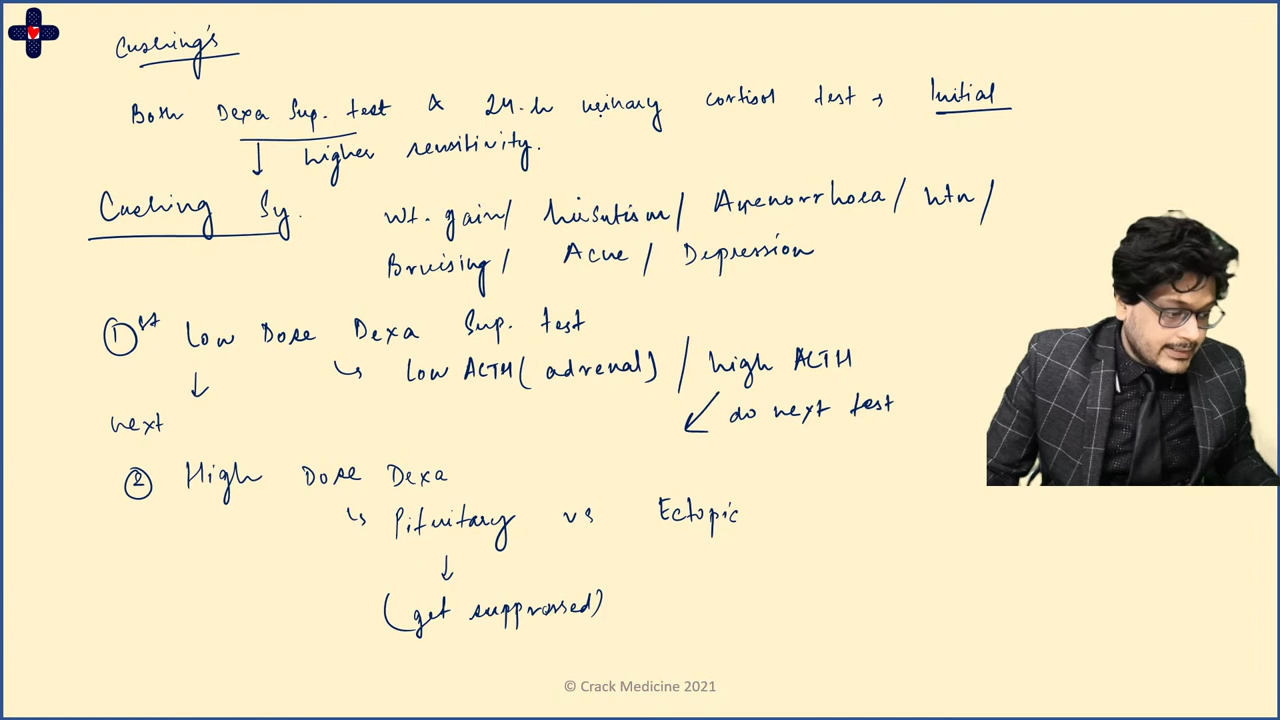 Cushing's
Both Dexa Sup. test & 24-h urinary cortisol test → Initial
↓ higher sensitivity.
Cushing Sy. Wt. gain/ hirsutism/ Amenorrhoea/ htn/
Bruising/ Acne/ Depression
①st Low Dose Dexa Sup. test
↳ low ACTH (adrenal) / high ACTH
↓ ↙ do next test
next
② High Dose Dexa
↳ Pituitary vs Ectopic
↓
(get suppressed)
© Crack Medicine 2021